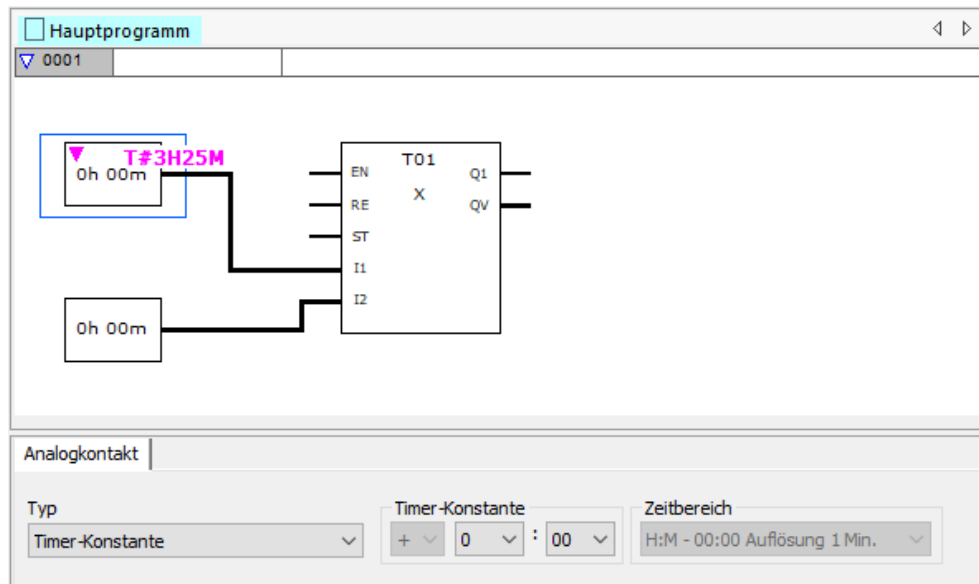 Hauptprogramm
0001
T#3H25M
0h 00m
T01
X
EN
RE
ST
I1
I2
Q1
QV
0h 00m
Analogkontakt
Typ
Timer-Konstante
Timer-Konstante
+ 0 : 00
Zeitbereich
H:M - 00:00 Auflösung 1 Min.